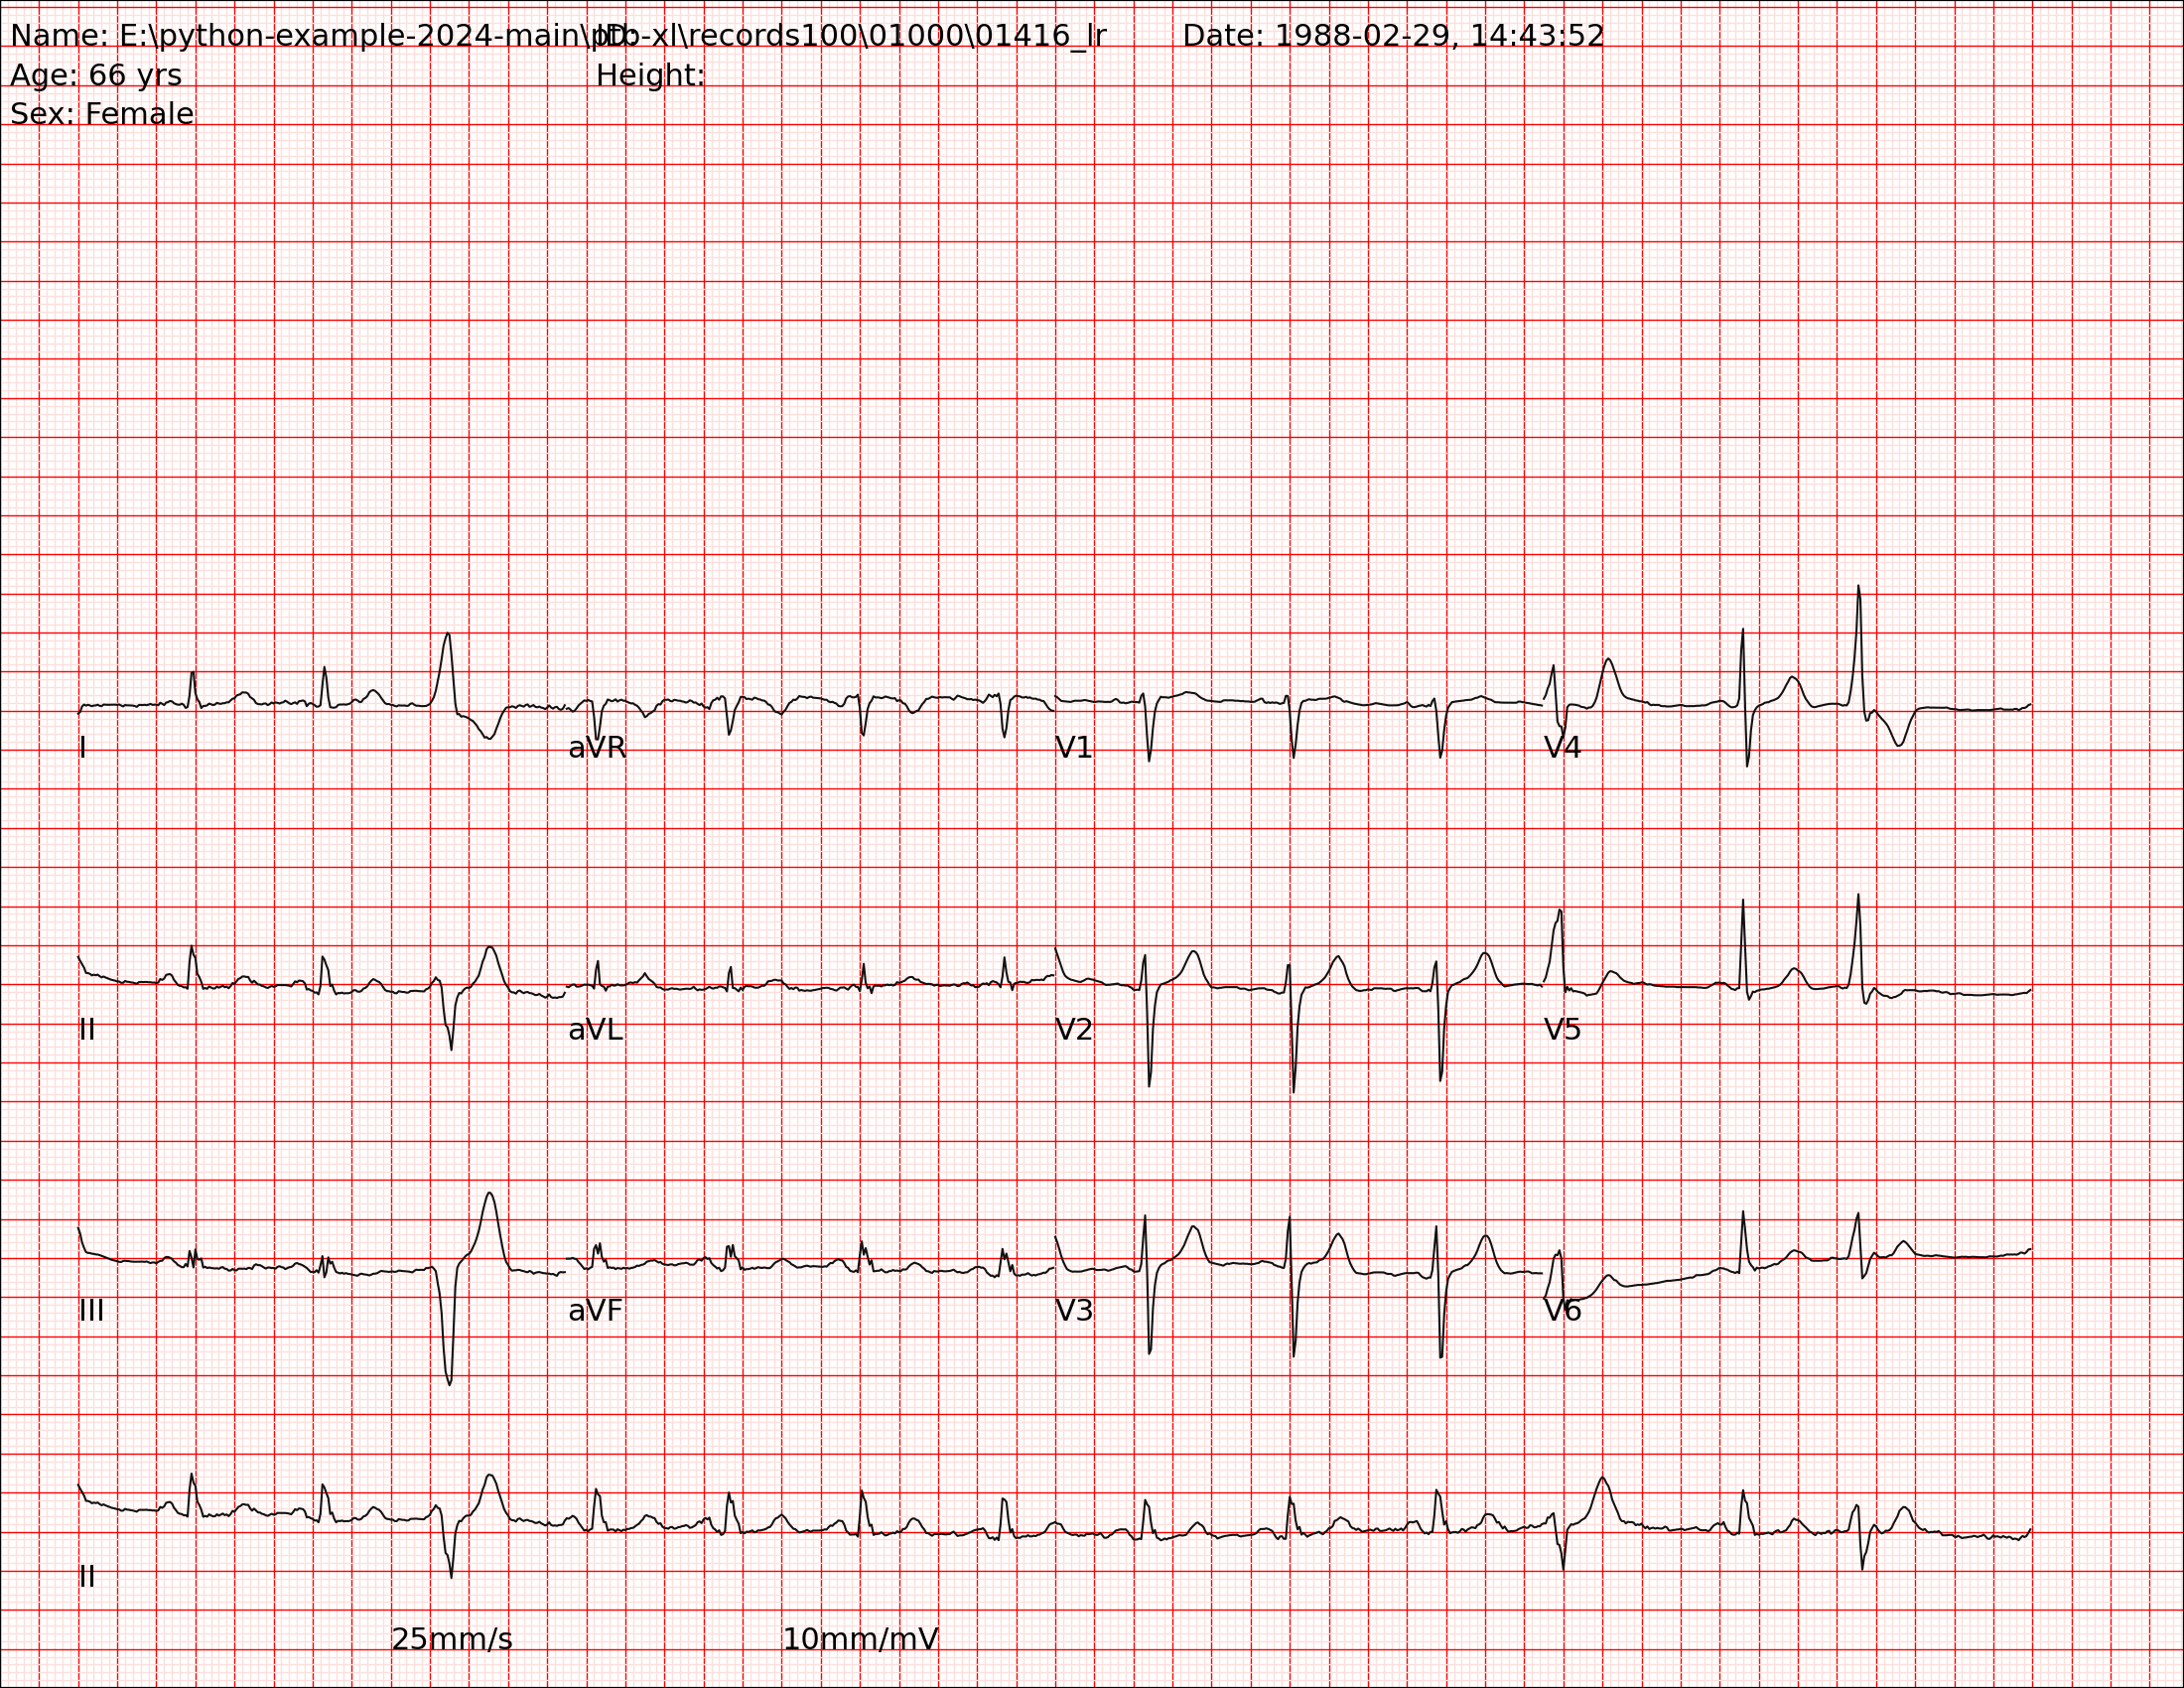 Name: E:\python-example-2024-main\ptb-xl\records100\01000\01416_lr ID: Date: 1988-02-29, 14:43:52
Age: 66 yrs Height:
Sex: Female
I aVR V1 V4
II aVL V2 V5
III aVF V3 V6
II
25mm/s 10mm/mV